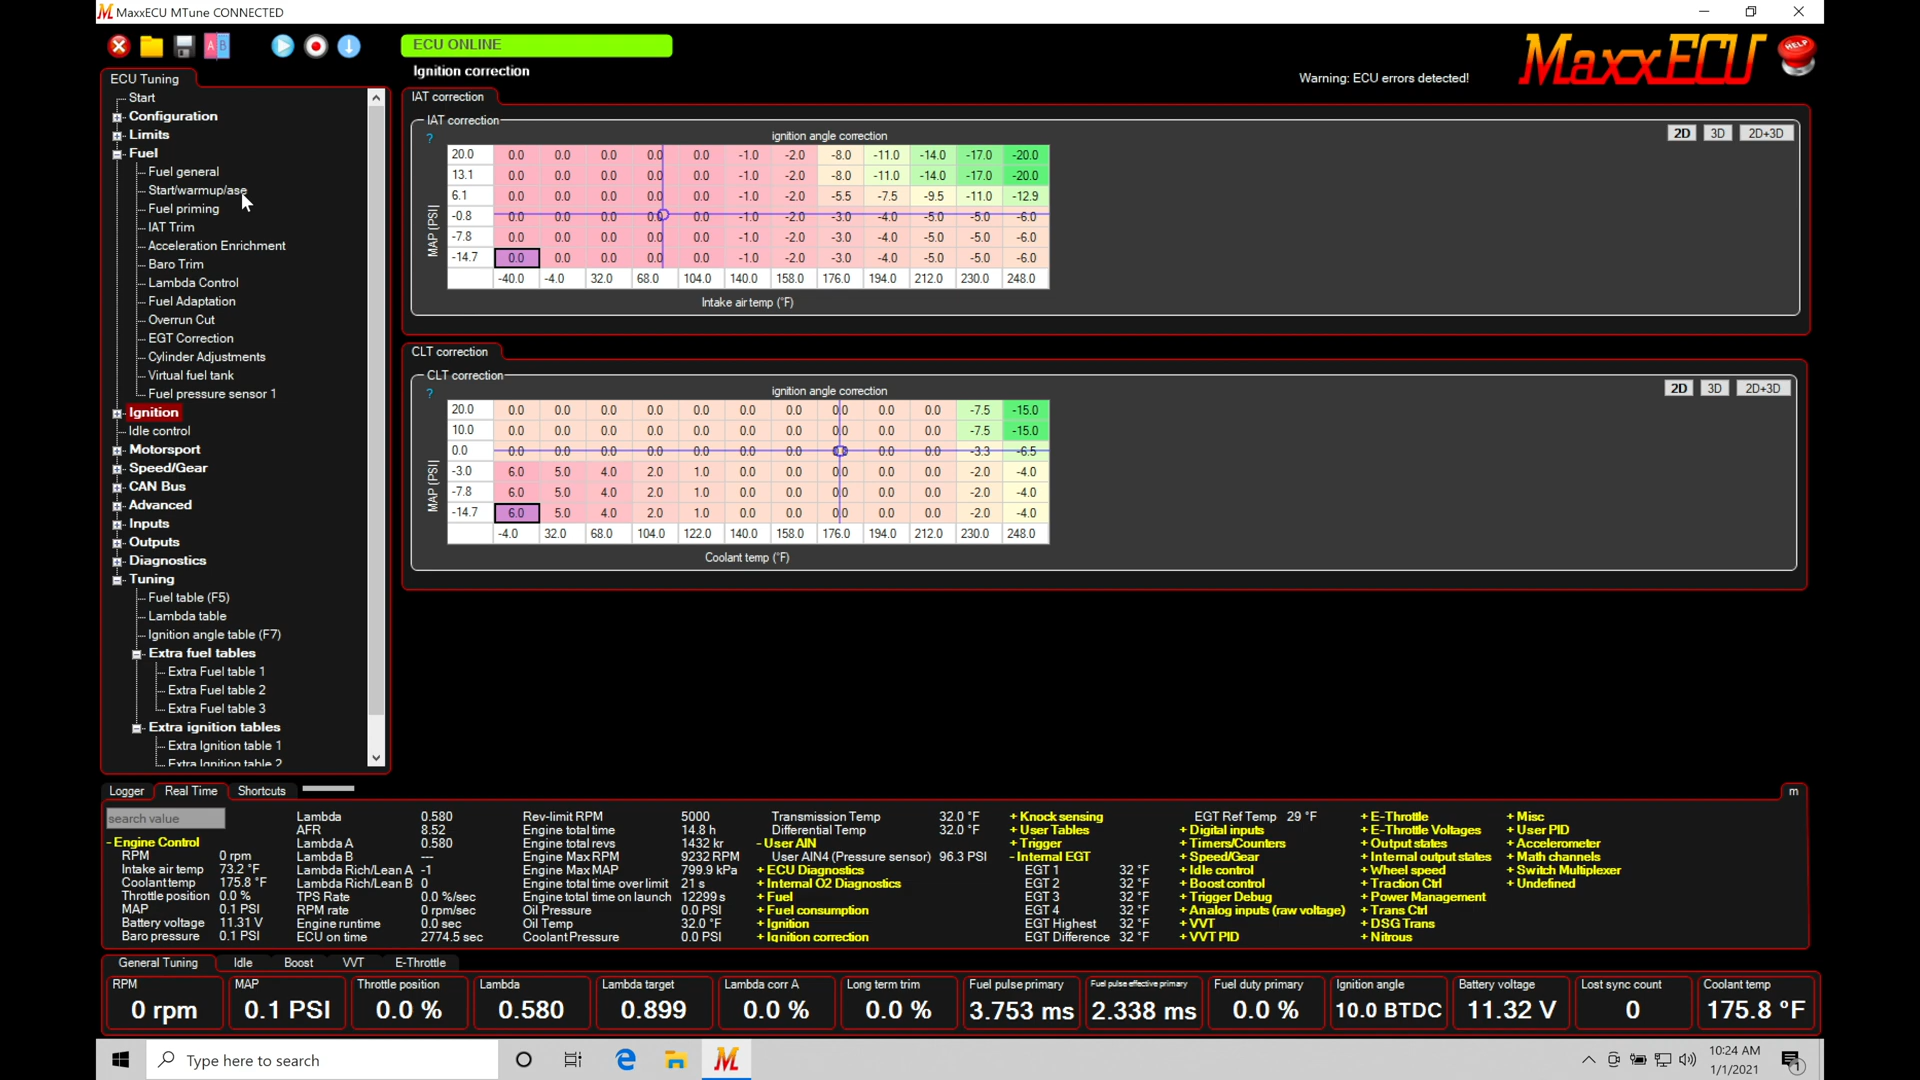 MaxxECU MTune CONNECTED
ECU ONLINE
Ignition correction
Warning: ECU errors detected!
MaxxECU
HELP
ECU Tuning
Start
Configuration
Limits
Fuel
Fuel general
Start/warmup/ase
Fuel priming
IAT Trim
Acceleration Enrichment
Baro Trim
Lambda Control
Fuel Adaptation
Overrun Cut
EGT Correction
Cylinder Adjustments
Virtual fuel tank
Fuel pressure sensor 1
Ignition
Idle control
Motorsport
Speed/Gear
CAN Bus
Advanced
Inputs
Outputs
Diagnostics
Tuning
Fuel table (F5)
Lambda table
Ignition angle table (F7)
Extra fuel tables
Extra Fuel table 1
Extra Fuel table 2
Extra Fuel table 3
Extra ignition tables
Extra Ignition table 1
Extra Ignition table 2
IAT correction
IAT correction
? ignition angle correction 2D 3D 2D+3D
20.0 0.0 0.0 0.0 0.0 0.0 -1.0 -2.0 -8.0 -11.0 -14.0 -17.0 -20.0
13.1 0.0 0.0 0.0 0.0 0.0 -1.0 -2.0 -8.0 -11.0 -14.0 -17.0 -20.0
6.1 0.0 0.0 0.0 0.0 0.0 -1.0 -2.0 -5.5 -7.5 -9.5 -11.0 -12.9
-0.8 0.0 0.0 0.0 0.0 0.0 -1.0 -2.0 -3.0 -4.0 -5.0 -5.0 -6.0
-7.8 0.0 0.0 0.0 0.0 0.0 -1.0 -2.0 -3.0 -4.0 -5.0 -5.0 -6.0
-14.7 0.0 0.0 0.0 0.0 0.0 -1.0 -2.0 -3.0 -4.0 -5.0 -5.0 -6.0
-40.0 -4.0 32.0 68.0 104.0 140.0 158.0 176.0 194.0 212.0 230.0 248.0
MAP (PSI)
Intake air temp (°F)
CLT correction
CLT correction
? ignition angle correction 2D 3D 2D+3D
20.0 0.0 0.0 0.0 0.0 0.0 0.0 0.0 0.0 0.0 0.0 -7.5 -15.0
10.0 0.0 0.0 0.0 0.0 0.0 0.0 0.0 0.0 0.0 0.0 -7.5 -15.0
0.0 0.0 0.0 0.0 0.0 0.0 0.0 0.0 0.0 0.0 0.0 -3.3 -6.5
-3.0 6.0 5.0 4.0 2.0 1.0 0.0 0.0 0.0 0.0 0.0 -2.0 -4.0
-7.8 6.0 5.0 4.0 2.0 1.0 0.0 0.0 0.0 0.0 0.0 -2.0 -4.0
-14.7 6.0 5.0 4.0 2.0 1.0 0.0 0.0 0.0 0.0 0.0 -2.0 -4.0
-4.0 32.0 68.0 104.0 122.0 140.0 158.0 176.0 194.0 212.0 230.0 248.0
MAP (PSI)
Coolant temp (°F)
Logger Real Time Shortcuts m
search value
- Engine Control
RPM 0 rpm
Intake air temp 73.2 °F
Coolant temp 175.8 °F
Throttle position 0.0 %
MAP 0.1 PSI
Battery voltage 11.31 V
Baro pressure 0.1 PSI
Lambda 0.580
AFR 8.52
Lambda A 0.580
Lambda B ---
Lambda Rich/Lean A -1
Lambda Rich/Lean B 0
TPS Rate 0.0 %/sec
RPM rate 0 rpm/sec
Engine runtime 0.0 sec
ECU on time 2774.5 sec
Rev-limit RPM 5000
Engine total time 14.8 h
Engine total revs 1432 kr
Engine Max RPM 9232 RPM
Engine Max MAP 799.9 kPa
Engine total time over limit 21 s
Engine total time on launch 12299 s
Oil Pressure 0.0 PSI
Oil Temp 32.0 °F
Coolant Pressure 0.0 PSI
Transmission Temp 32.0 °F
Differential Temp 32.0 °F
- User AIN
User AIN4 (Pressure sensor) 96.3 PSI
+ ECU Diagnostics
+ Internal O2 Diagnostics
+ Fuel
+ Fuel consumption
+ Ignition
+ Ignition correction
+ Knock sensing
+ User Tables
+ Trigger
- Internal EGT
EGT 1 32 °F
EGT 2 32 °F
EGT 3 32 °F
EGT 4 32 °F
EGT Highest 32 °F
EGT Difference 32 °F
EGT Ref Temp 29 °F
+ Digital inputs
+ Timers/Counters
+ Speed/Gear
+ Idle control
+ Boost control
+ Trigger Debug
+ Analog inputs (raw voltage)
+ VVT
+ VVT PID
+ E-Throttle
+ E-Throttle Voltages
+ Output states
+ Internal output states
+ Wheel speed
+ Traction Ctrl
+ Power Management
+ Trans Ctrl
+ DSG Trans
+ Nitrous
+ Misc
+ User PID
+ Accelerometer
+ Math channels
+ Switch Multiplexer
+ Undefined
General Tuning Idle Boost VVT E-Throttle
RPM
0 rpm
MAP
0.1 PSI
Throttle position
0.0 %
Lambda
0.580
Lambda target
0.899
Lambda corr A
0.0 %
Long term trim
0.0 %
Fuel pulse primary
3.753 ms
Fuel pulse effective primary
2.338 ms
Fuel duty primary
0.0 %
Ignition angle
10.0 BTDC
Battery voltage
11.32 V
Lost sync count
0
Coolant temp
175.8 °F
Type here to search
10:24 AM
1/1/2021
1